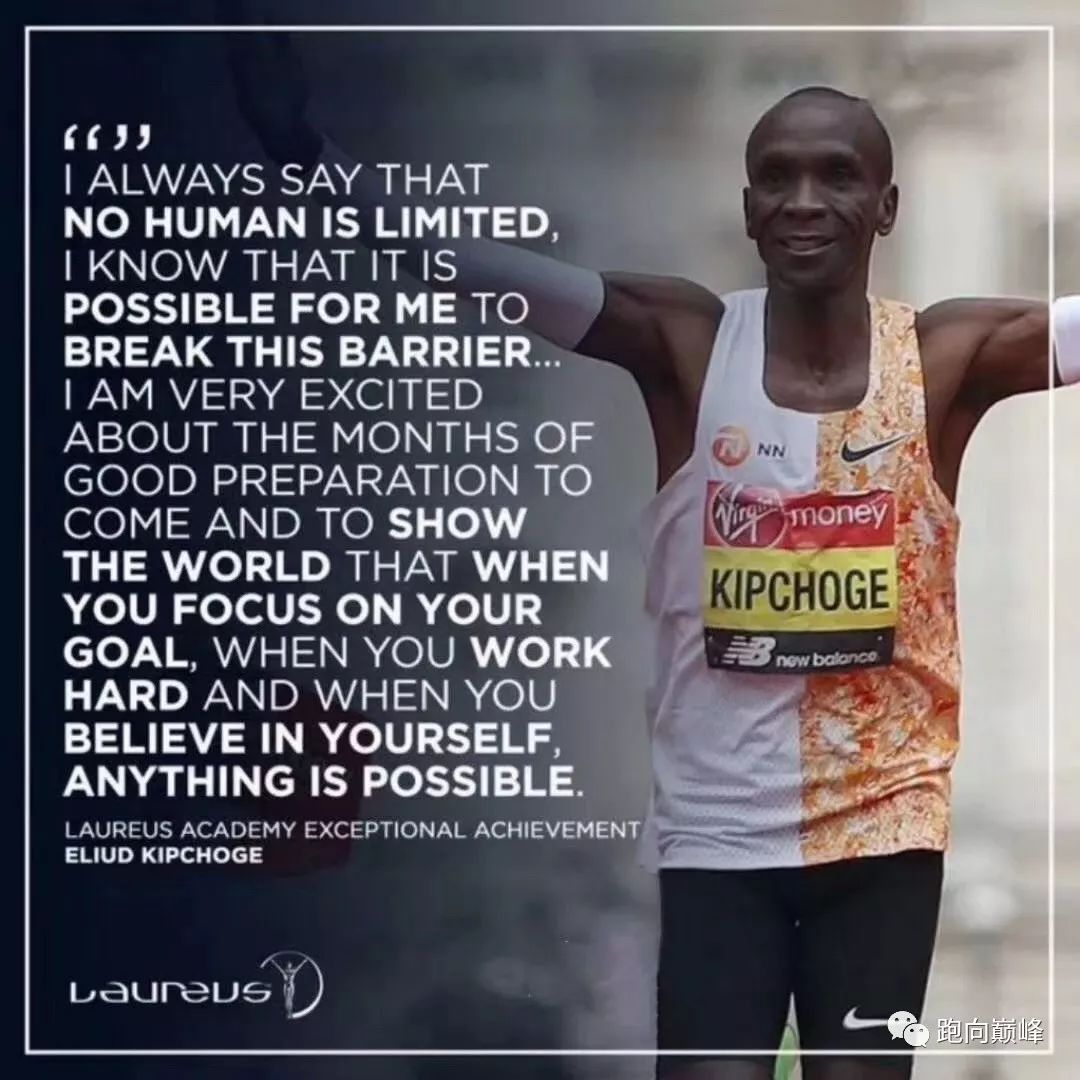 “”
I ALWAYS SAY THAT
NO HUMAN IS LIMITED,
I KNOW THAT IT IS
POSSIBLE FOR ME TO
BREAK THIS BARRIER...
I AM VERY EXCITED
ABOUT THE MONTHS OF
GOOD PREPARATION TO
COME AND TO SHOW
THE WORLD THAT WHEN
YOU FOCUS ON YOUR
GOAL, WHEN YOU WORK
HARD AND WHEN YOU
BELIEVE IN YOURSELF,
ANYTHING IS POSSIBLE.
LAUREUS ACADEMY EXCEPTIONAL ACHIEVEMENT
ELIUD KIPCHOGE
LAUREUS
N NN
Virgin money
KIPCHOGE
NB new balance
跑向巅峰